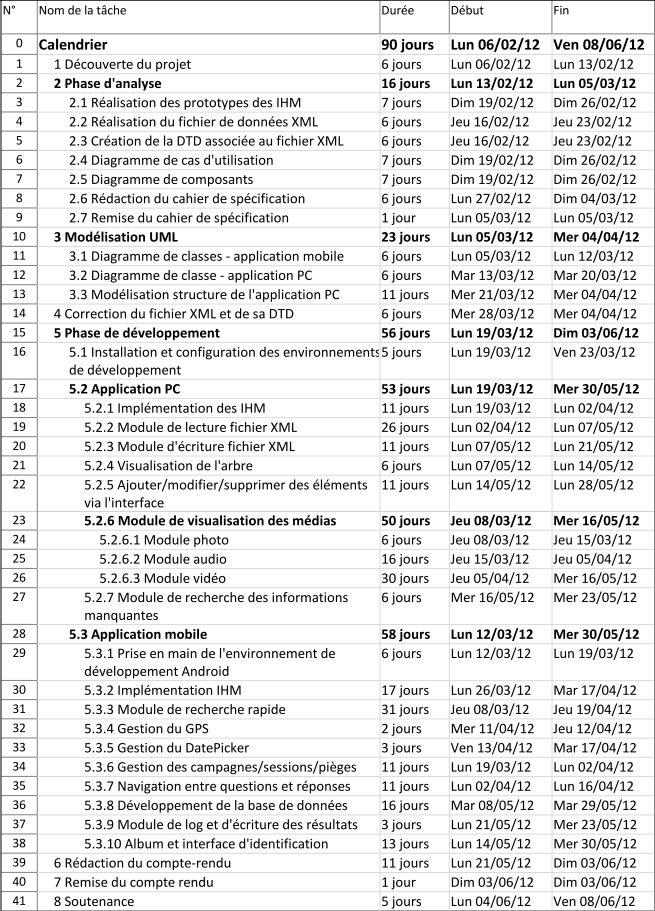 N° Nom de la tâche Durée Début Fin
0 Calendrier 90 jours Lun 06/02/12 Ven 08/06/12
1 1 Découverte du projet 6 jours Lun 06/02/12 Lun 13/02/12
2 2 Phase d'analyse 16 jours Lun 13/02/12 Lun 05/03/12
3 2.1 Réalisation des prototypes des IHM 7 jours Dim 19/02/12 Dim 26/02/12
4 2.2 Réalisation du fichier de données XML 6 jours Jeu 16/02/12 Jeu 23/02/12
5 2.3 Création de la DTD associée au fichier XML 6 jours Jeu 16/02/12 Jeu 23/02/12
6 2.4 Diagramme de cas d'utilisation 7 jours Dim 19/02/12 Dim 26/02/12
7 2.5 Diagramme de composants 7 jours Dim 19/02/12 Dim 26/02/12
8 2.6 Rédaction du cahier de spécification 6 jours Lun 27/02/12 Dim 04/03/12
9 2.7 Remise du cahier de spécification 1 jour Lun 05/03/12 Lun 05/03/12
10 3 Modélisation UML 23 jours Lun 05/03/12 Mer 04/04/12
11 3.1 Diagramme de classes - application mobile 6 jours Lun 05/03/12 Lun 12/03/12
12 3.2 Diagramme de classe - application PC 6 jours Mar 13/03/12 Mar 20/03/12
13 3.3 Modélisation structure de l'application PC 11 jours Mer 21/03/12 Mer 04/04/12
14 4 Correction du fichier XML et de sa DTD 6 jours Mer 28/03/12 Mer 04/04/12
15 5 Phase de développement 56 jours Lun 19/03/12 Dim 03/06/12
16 5.1 Installation et configuration des environnements 5 jours Lun 19/03/12 Ven 23/03/12
de développement
17 5.2 Application PC 53 jours Lun 19/03/12 Mer 30/05/12
18 5.2.1 Implémentation des IHM 11 jours Lun 19/03/12 Lun 02/04/12
19 5.2.2 Module de lecture fichier XML 26 jours Lun 02/04/12 Lun 07/05/12
20 5.2.3 Module d'écriture fichier XML 11 jours Lun 07/05/12 Lun 21/05/12
21 5.2.4 Visualisation de l'arbre 6 jours Lun 07/05/12 Lun 14/05/12
22 5.2.5 Ajouter/modifier/supprimer des éléments 11 jours Lun 14/05/12 Lun 28/05/12
via l'interface
23 5.2.6 Module de visualisation des médias 50 jours Jeu 08/03/12 Mer 16/05/12
24 5.2.6.1 Module photo 6 jours Jeu 08/03/12 Jeu 15/03/12
25 5.2.6.2 Module audio 16 jours Jeu 15/03/12 Jeu 05/04/12
26 5.2.6.3 Module vidéo 30 jours Jeu 05/04/12 Mer 16/05/12
27 5.2.7 Module de recherche des informations 6 jours Mer 16/05/12 Mer 23/05/12
manquantes
28 5.3 Application mobile 58 jours Lun 12/03/12 Mer 30/05/12
29 5.3.1 Prise en main de l'environnement de 6 jours Lun 12/03/12 Lun 19/03/12
développement Android
30 5.3.2 Implémentation IHM 17 jours Lun 26/03/12 Mar 17/04/12
31 5.3.3 Module de recherche rapide 31 jours Jeu 08/03/12 Jeu 19/04/12
32 5.3.4 Gestion du GPS 2 jours Mer 11/04/12 Jeu 12/04/12
33 5.3.5 Gestion du DatePicker 3 jours Ven 13/04/12 Mar 17/04/12
34 5.3.6 Gestion des campagnes/sessions/pièges 11 jours Lun 19/03/12 Lun 02/04/12
35 5.3.7 Navigation entre questions et réponses 11 jours Lun 02/04/12 Lun 16/04/12
36 5.3.8 Développement de la base de données 16 jours Mar 08/05/12 Mar 29/05/12
37 5.3.9 Module de log et d'écriture des résultats 3 jours Lun 21/05/12 Mer 23/05/12
38 5.3.10 Album et interface d'identification 13 jours Lun 14/05/12 Mer 30/05/12
39 6 Rédaction du compte-rendu 11 jours Lun 21/05/12 Dim 03/06/12
40 7 Remise du compte rendu 1 jour Dim 03/06/12 Dim 03/06/12
41 8 Soutenance 5 jours Lun 04/06/12 Ven 08/06/12